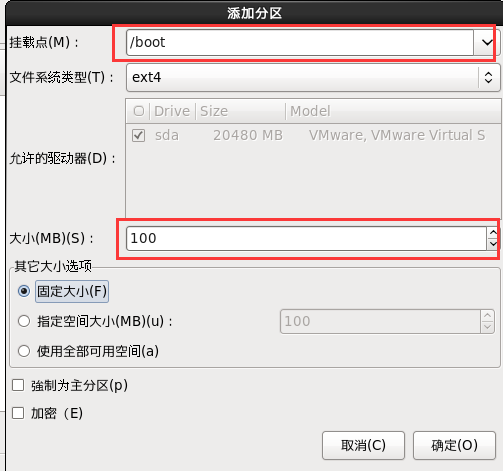 添加分区
挂载点(M)：
/boot
文件系统类型(T)：
ext4
Drive Size Model
允许的驱动器(D)：
sda 20480 MB VMware, VMware Virtual S
大小(MB)(S)：
100
其它大小选项
固定大小(F)
指定空间大小(MB)(u)：
100
使用全部可用空间(a)
強制为主分区(p)
加密（E)
取消(C)
确定(O)